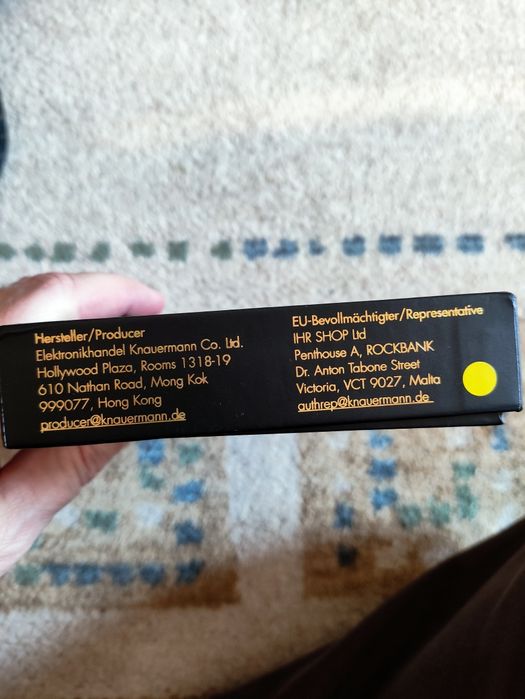 Hersteller/Producer
Elektronikhandel Knauermann Co. Ltd.
Hollywood Plaza, Rooms 1318-19
610 Nathan Road, Mong Kok
999077, Hong Kong
producer@knauermann.de
EU-Bevollmächtigter/Representative
IHR SHOP Ltd
Penthouse A, ROCKBANK
Dr. Anton Tabone Street
Victoria, VCT 9027, Malta
authrep@knauermann.de